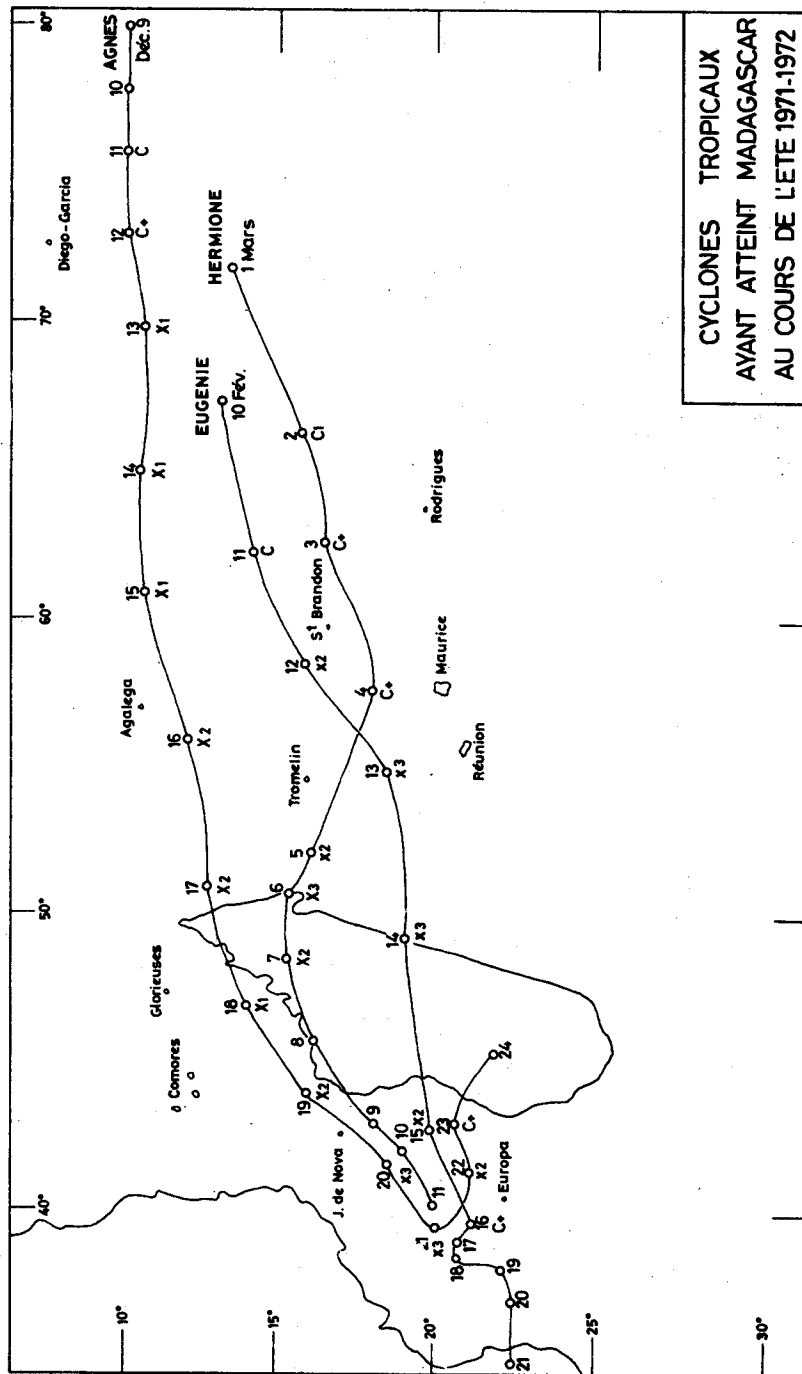 40°
50°
60°
70°
80°
10°
15°
20°
25°
30°
Diego-Garcia
Agalega
Glorieuses
Comores
J. de Nova
Tromelin
St Brandon
Rodrigues
Maurice
Réunion
Europa
AGNES
Déc. 9
10
11
C
12
C+
13
X1
14
X1
15
X1
16
X2
17
X2
18
X1
19
X2
20
X3
22
X2
23
C+
24
EUGENIE
10 Fév.
11
C
12
X2
13
X3
14
X3
15
X2
16
C+
17
18
19
20
21
HERMIONE
1 Mars
2
C1
3
C+
4
C+
5
X2
6
X3
7
X2
8
9
10
11
CYCLONES TROPICAUX
AYANT ATTEINT MADAGASCAR
AU COURS DE L'ETE 1971-1972